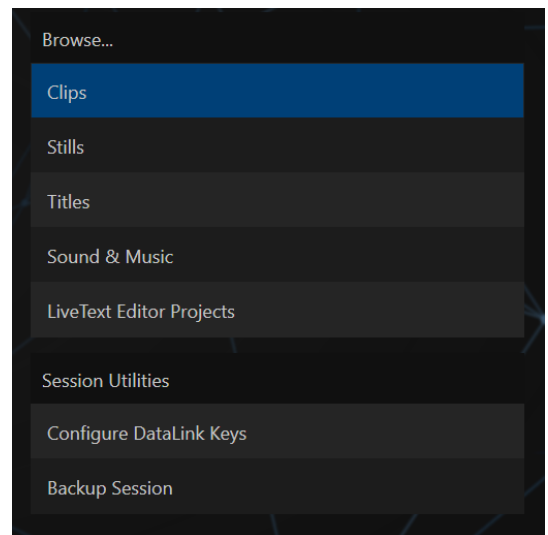 Browse...
Clips
Stills
Titles
Sound & Music
LiveText Editor Projects
Session Utilities
Configure DataLink Keys
Backup Session